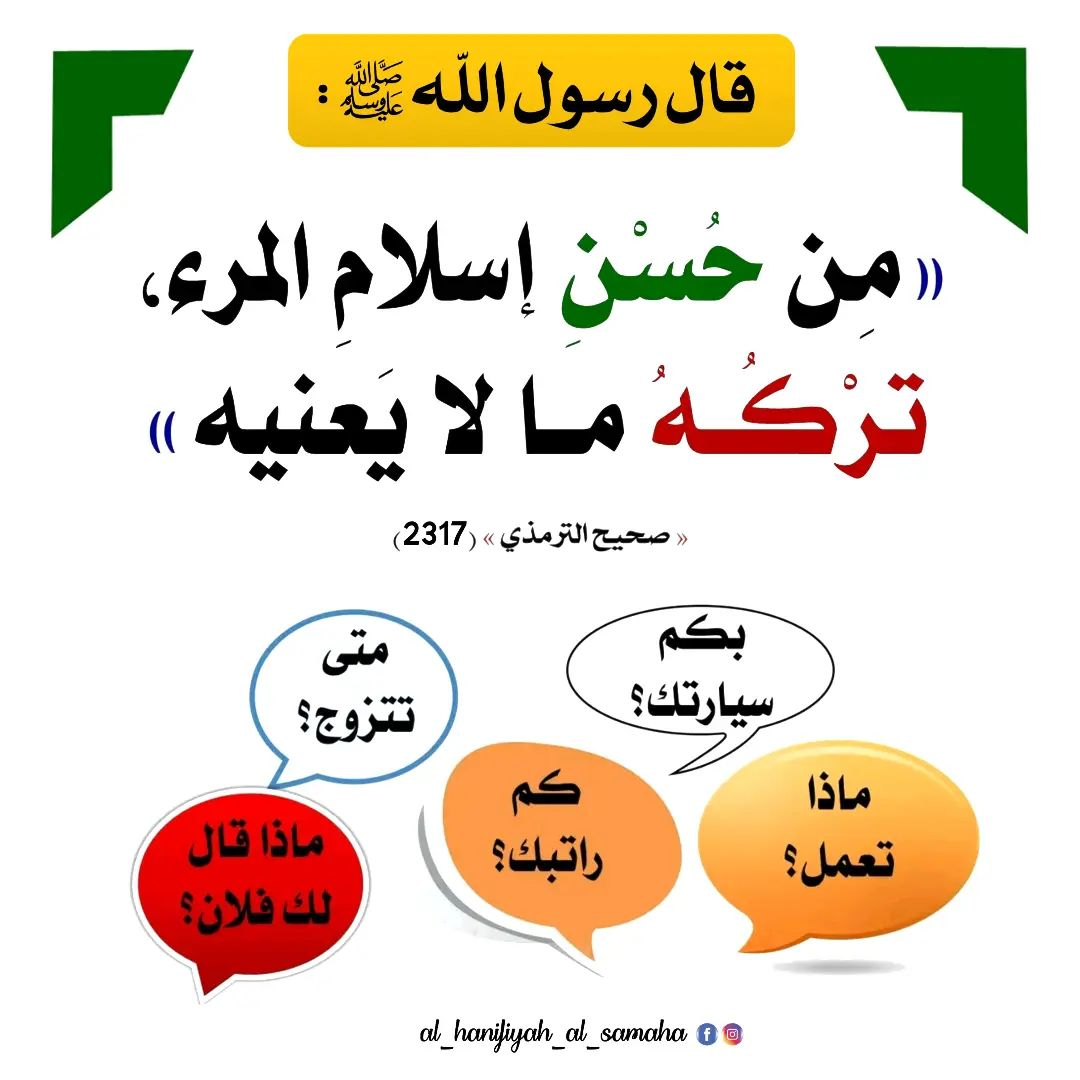 قال رسول الله ﷺ :
(( مِن حُسْنِ إسلامِ المرء،
ترْكُهُ ما لا يَعنيه ))
« صحيح الترمذي » (2317)
بكم
سيارتك؟
متى
تتزوج؟
ماذا
تعمل؟
كم
راتبك؟
ماذا قال
لك فلان؟
al_hanifiyah_al_samaha